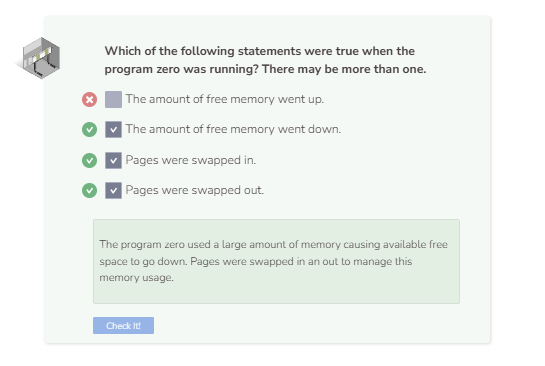 Which of the following statements were true when the
program zero was running? There may be more than one.
The amount of free memory went up.
The amount of free memory went down.
Pages were swapped in.
Pages were swapped out.
The program zero used a large amount of memory causing available free
space to go down. Pages were swapped in an out to manage this
memory usage.
Check It!